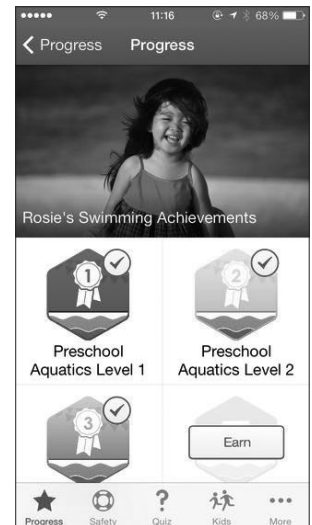 11:16 68%
Progress Progress
Rosie's Swimming Achievements
1 2
Preschool Preschool
Aquatics Level 1 Aquatics Level 2
3 Earn
Progress Safety Quiz Kids More